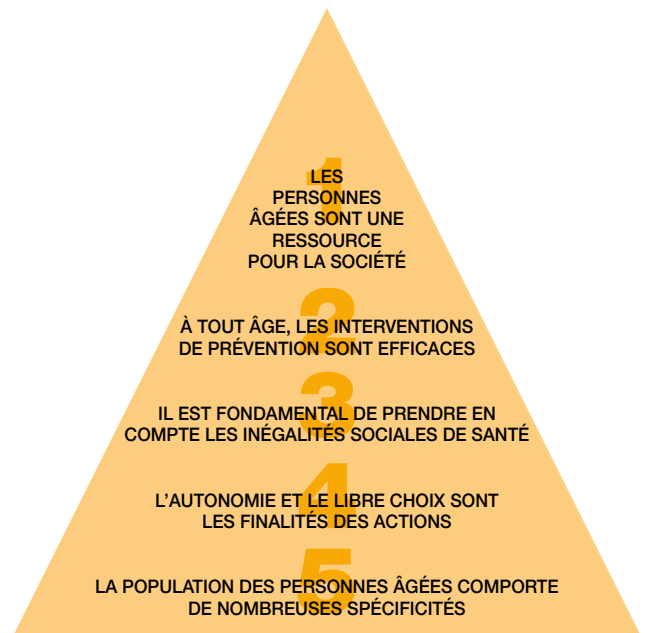 1
LES
PERSONNES
ÂGÉES SONT UNE
RESSOURCE
POUR LA SOCIÉTÉ
2
À TOUT ÂGE, LES INTERVENTIONS
DE PRÉVENTION SONT EFFICACES
3
IL EST FONDAMENTAL DE PRENDRE EN
COMPTE LES INÉGALITÉS SOCIALES DE SANTÉ
4
L’AUTONOMIE ET LE LIBRE CHOIX SONT
LES FINALITÉS DES ACTIONS
5
LA POPULATION DES PERSONNES ÂGÉES COMPORTE
DE NOMBREUSES SPÉCIFICITÉS